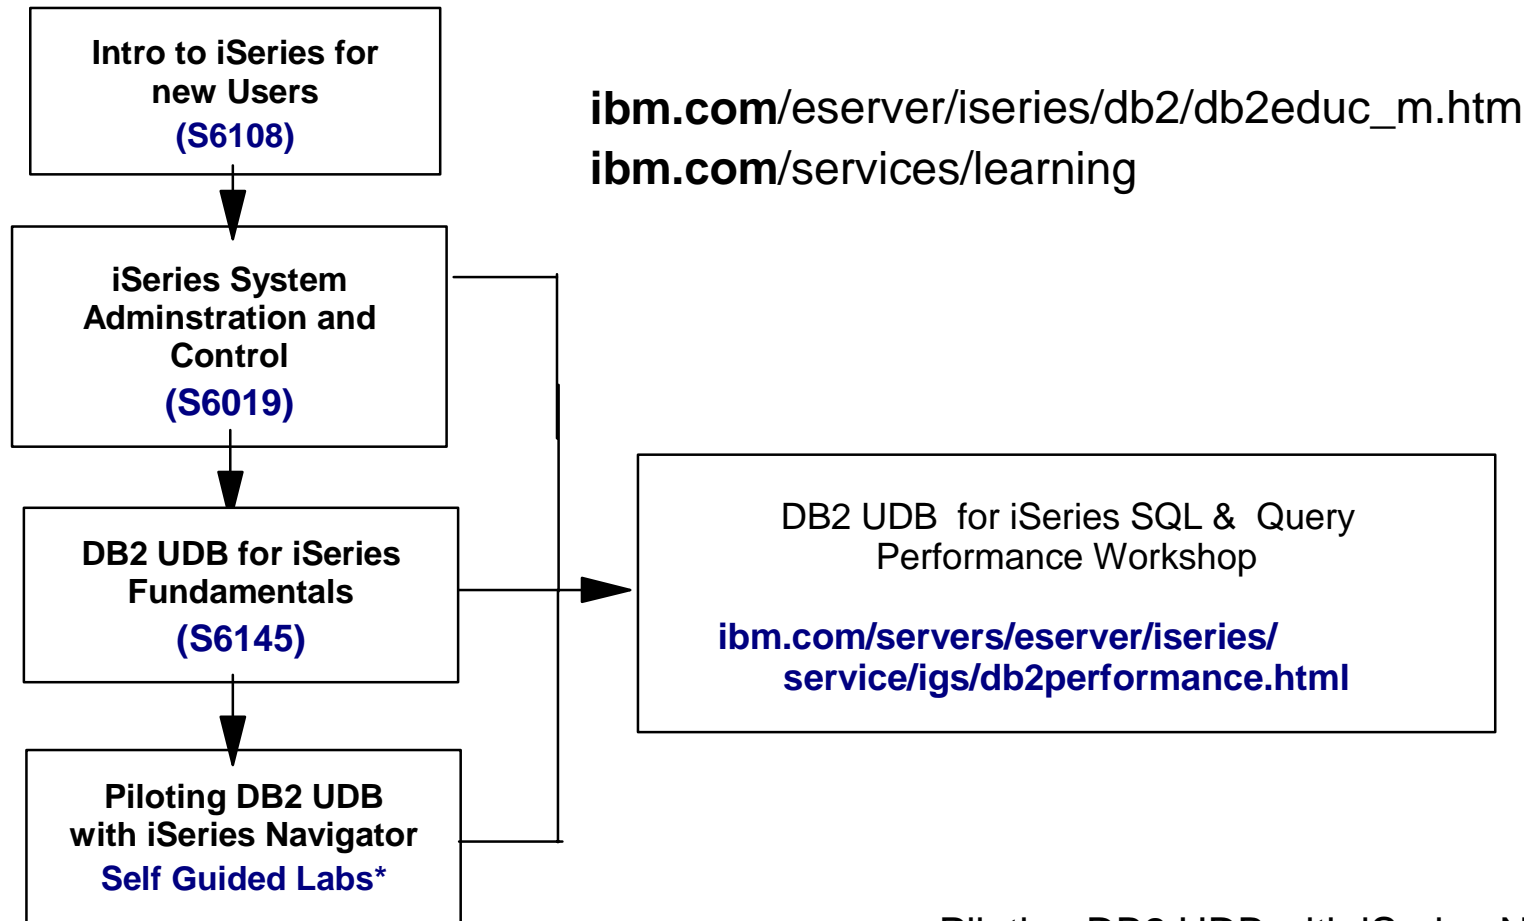 Intro to iSeries for
new Users
(S6108)
ibm.com/eserver/iseries/db2/db2educ_m.htm
ibm.com/services/learning
iSeries System
Adminstration and
Control
(S6019)
DB2 UDB for iSeries
Fundamentals
(S6145)
DB2 UDB for iSeries SQL & Query
Performance Workshop
ibm.com/servers/eserver/iseries/
service/igs/db2performance.html
Piloting DB2 UDB
with iSeries Navigator
Self Guided Labs*